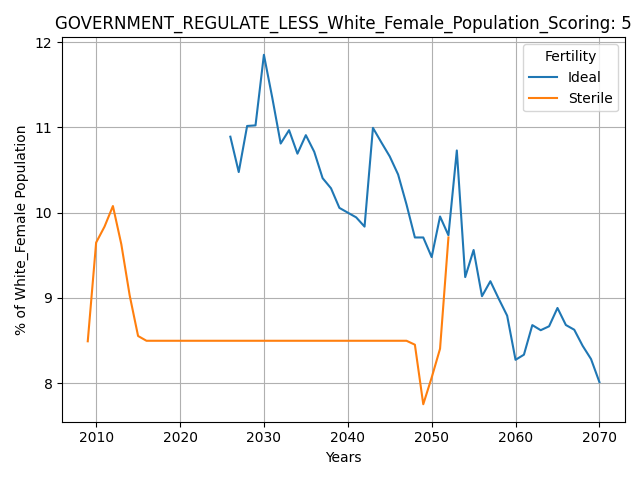 GOVERNMENT_REGULATE_LESS_White_Female_Population_Scoring: 5
% of White_Female Population
12
11
10
9
8
Fertility
Ideal
Sterile
2010 2020 2030 2040 2050 2060 2070
Years